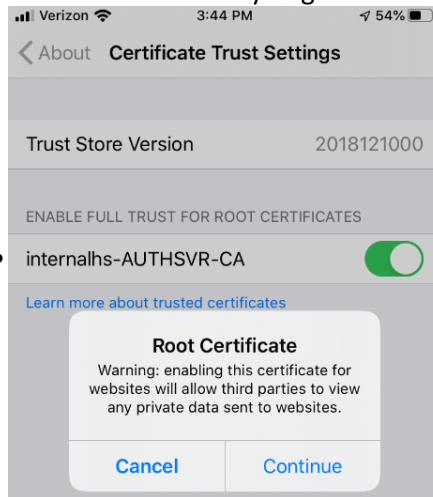 Verizon 3:44 PM 54%
About Certificate Trust Settings
Trust Store Version 2018121000
ENABLE FULL TRUST FOR ROOT CERTIFICATES
internalhs-AUTHSVR-CA
Learn more about trusted certificates
Root Certificate
Warning: enabling this certificate for
websites will allow third parties to view
any private data sent to websites.
Cancel Continue